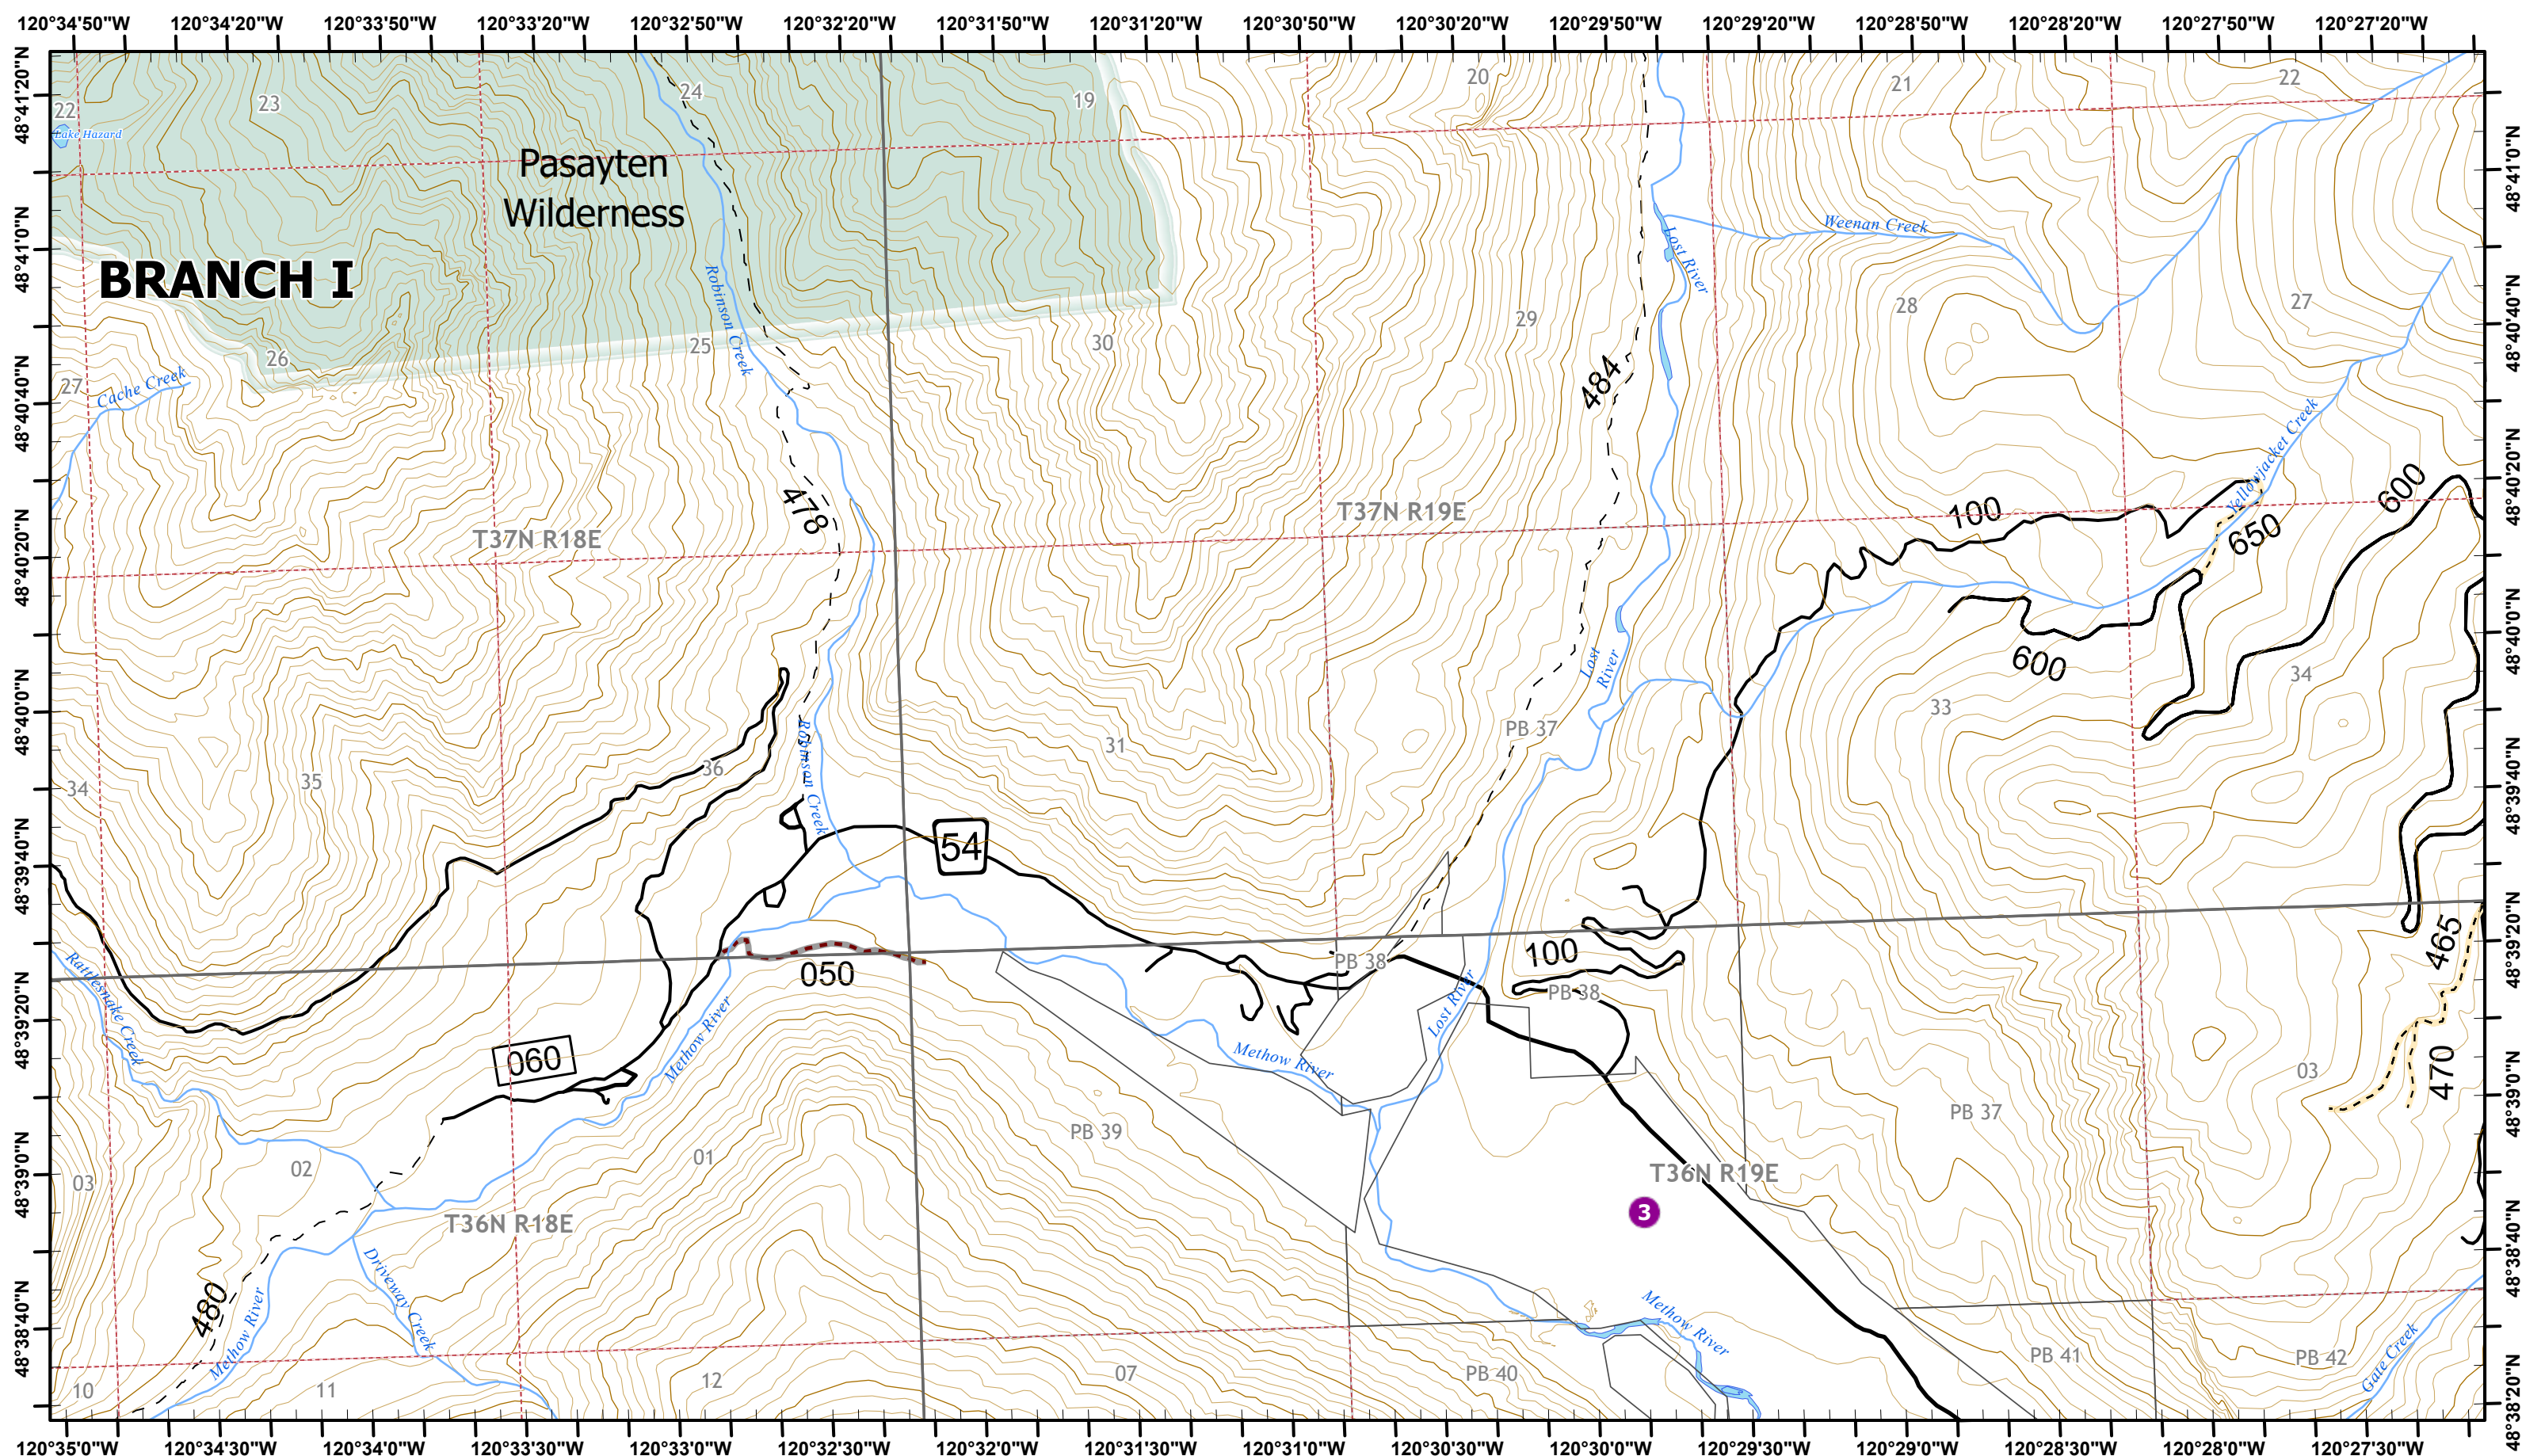 120°34'50"W 120°34'20"W 120°33'50"W 120°33'20"W 120°32'50"W 120°32'20"W 120°31'50"W 120°31'20"W 120°30'50"W 120°30'20"W 120°29'50"W 120°29'20"W 120°28'50"W 120°28'20"W 120°27'50"W 120°27'20"W
48°41'20"N
48°41'0"N
48°40'40"N
48°40'20"N
48°40'0"N
48°39'40"N
48°39'20"N
48°39'0"N
48°38'40"N
22
23
24
19
20
21
22
Lake Hazard
Pasayten
Wilderness
BRANCH I
Robinson Creek
Weenan Creek
Lost River
26
25
30
29
28
27
27
Cache Creek
484
478
T37N R18E
T37N R19E
100
Yellowjacket Creek
650
600
600
Lost
River
34
35
36
31
PB 37
33
34
Robinson Creek
54
050
PB 38
100
PB 38
465
470
Rattlesnake Creek
060
Methow River
Methow River
Lost River
03
02
01
PB 39
PB 37
03
T36N R18E
T36N R19E
3
480
Methow River
Driveway Creek
Methow River
10
11
12
07
PB 40
PB 41
PB 42
Gate Creek
48°41'0"N
48°40'40"N
48°40'20"N
48°40'0"N
48°39'40"N
48°39'20"N
48°39'0"N
48°38'40"N
48°38'20"N
120°35'0"W 120°34'30"W 120°34'0"W 120°33'30"W 120°33'0"W 120°32'30"W 120°32'0"W 120°31'30"W 120°31'0"W 120°30'30"W 120°30'0"W 120°29'30"W 120°29'0"W 120°28'30"W 120°28'0"W 120°27'30"W